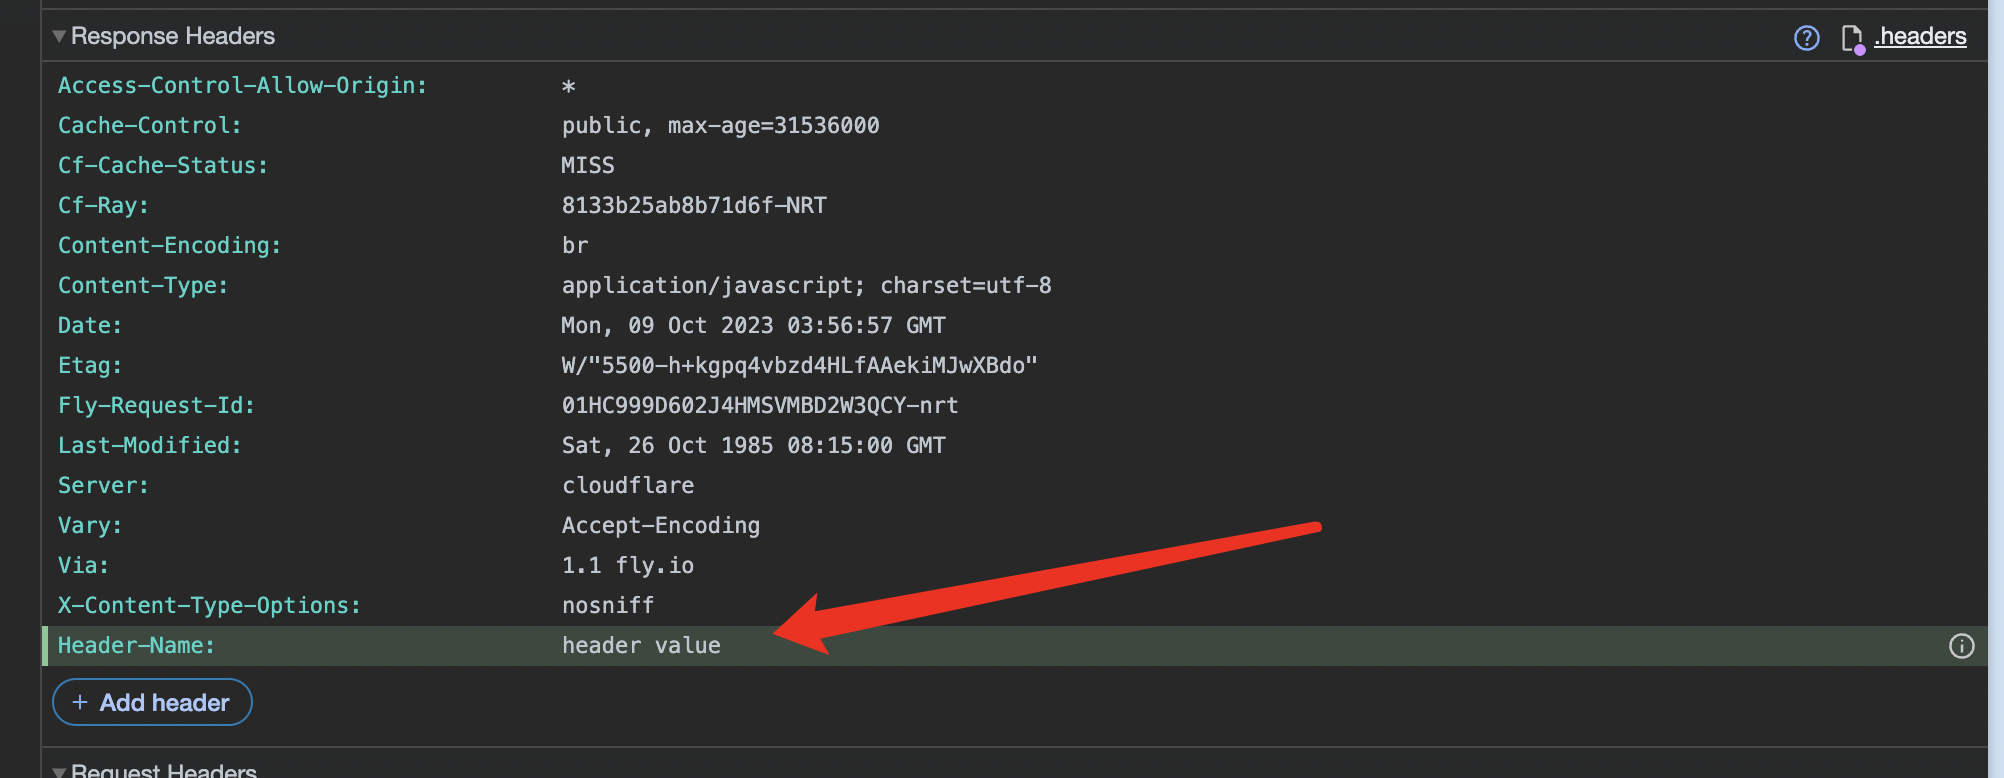 Response Headers
.headers
Access-Control-Allow-Origin: *
Cache-Control: public, max-age=31536000
Cf-Cache-Status: MISS
Cf-Ray: 8133b25ab8b71d6f-NRT
Content-Encoding: br
Content-Type: application/javascript; charset=utf-8
Date: Mon, 09 Oct 2023 03:56:57 GMT
Etag: W/"5500-h+kgpq4vbzd4HLfAAekiMJwXBdo"
Fly-Request-Id: 01HC999D602J4HMSVMBD2W3QCY-nrt
Last-Modified: Sat, 26 Oct 1985 08:15:00 GMT
Server: cloudflare
Vary: Accept-Encoding
Via: 1.1 fly.io
X-Content-Type-Options: nosniff
Header-Name: header value
+ Add header
Request Headers